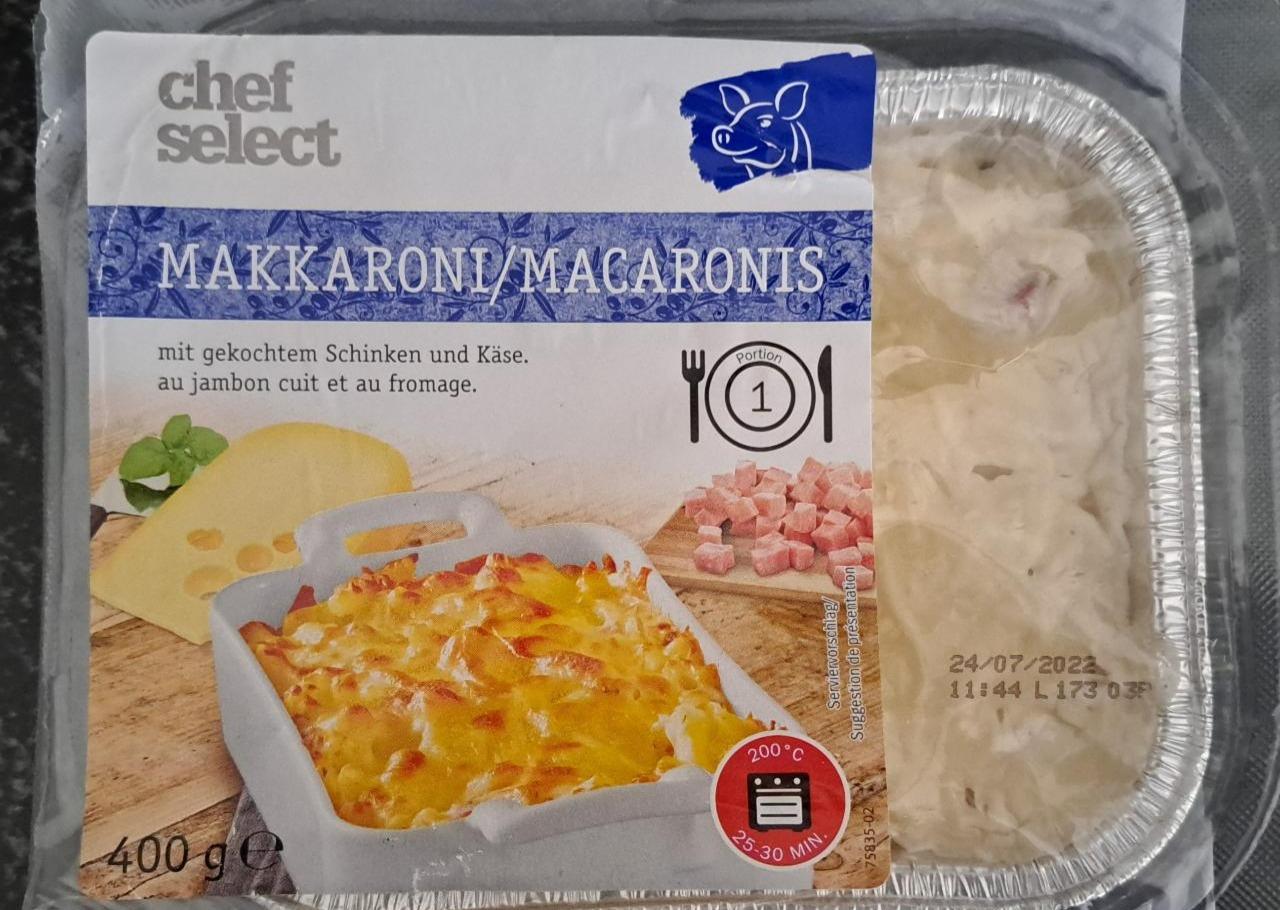 chef
select
MAKKARONI/MACARONIS
mit gekochtem Schinken und Käse.
au jambon cuit et au fromage.
Portion
1
Serviervorschlag/
Suggestion de présentation
24/07/2022
11:44 L 173 03F
200°C
25-30 MIN.
400 g e
75835-02